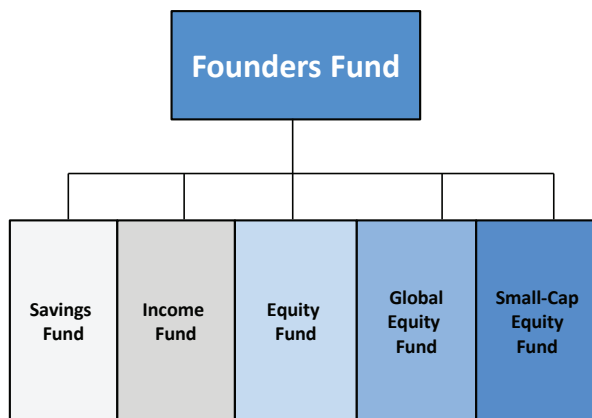 Founders Fund
Savings
Fund
Income
Fund
Equity
Fund
Global
Equity
Fund
Small-Cap
Equity
Fund